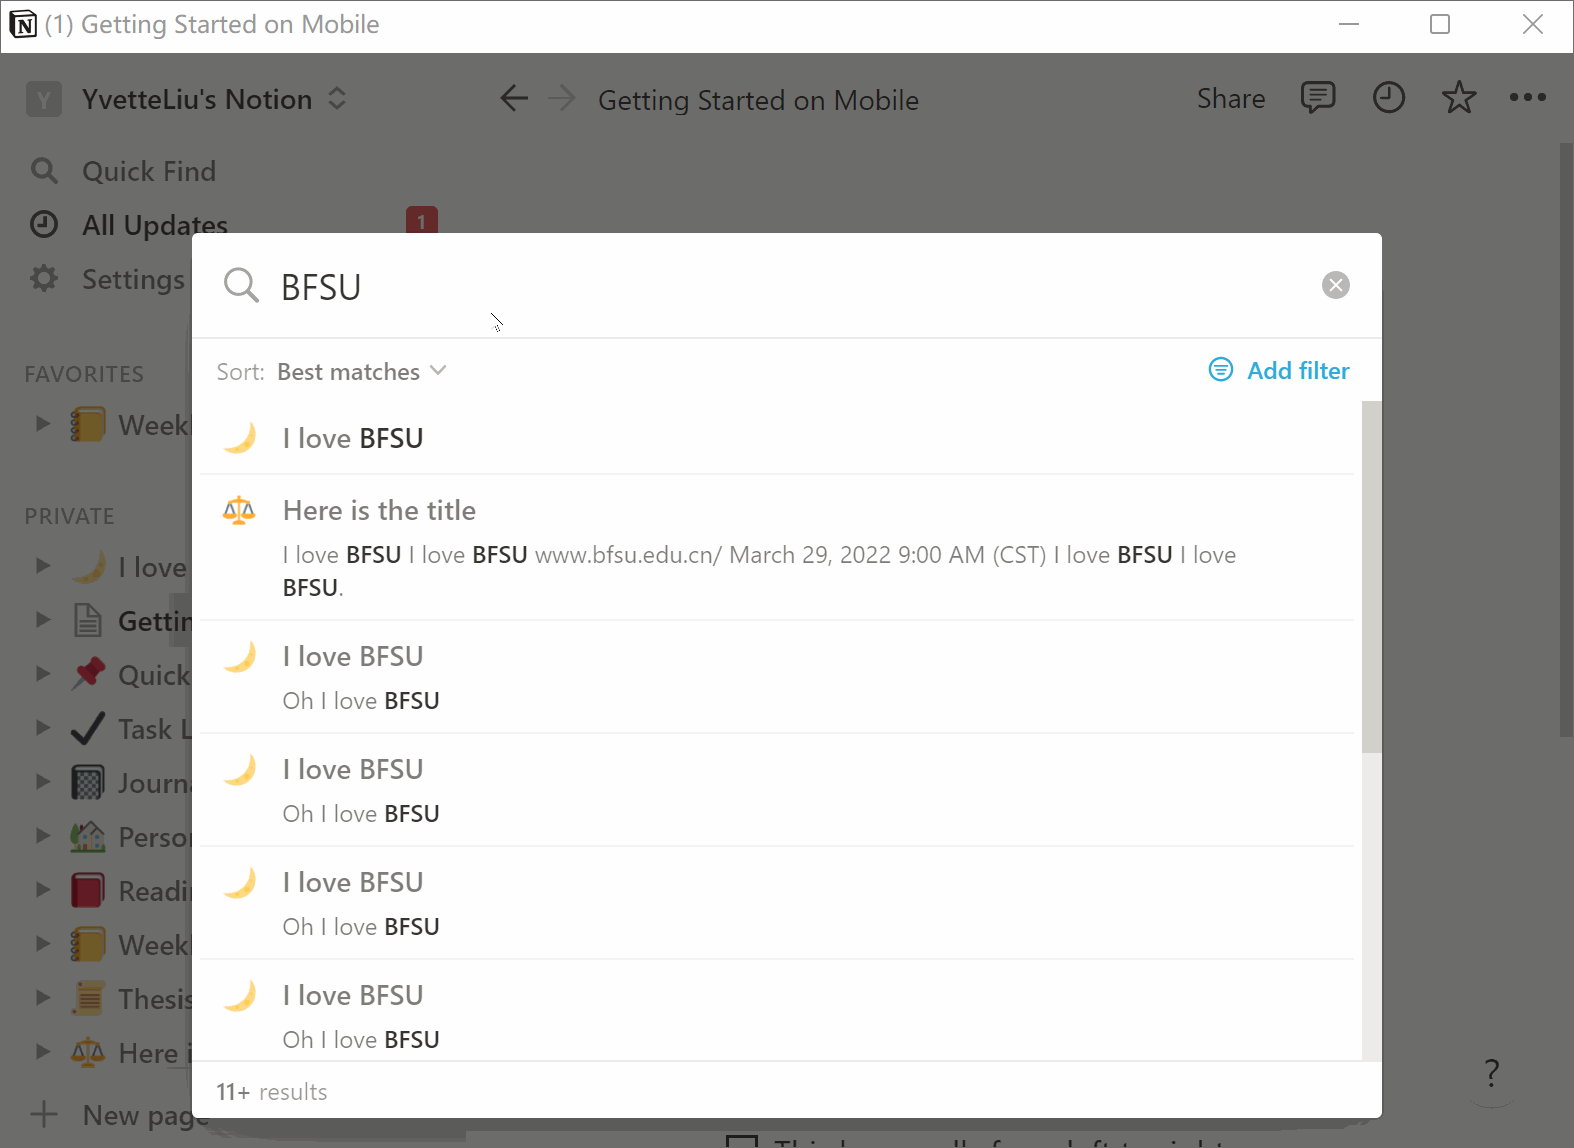 (1) Getting Started on Mobile
YvetteLiu's Notion
Getting Started on Mobile
Share
Quick Find
All Updates
1
Settings
BFSU
Sort: Best matches
Add filter
FAVORITES
Weekl
PRIVATE
I love
Gettin
Quick
Task L
Journa
Person
Readi
Weekl
Thesis
Here i
New page
I love BFSU
Here is the title
I love BFSU I love BFSU www.bfsu.edu.cn/ March 29, 2022 9:00 AM (CST) I love BFSU I love
BFSU.
I love BFSU
Oh I love BFSU
I love BFSU
Oh I love BFSU
I love BFSU
Oh I love BFSU
I love BFSU
Oh I love BFSU
11+ results
?